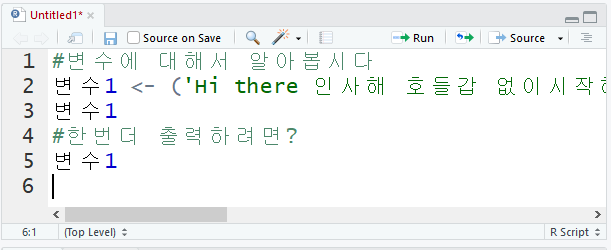 Untitled1* ×
Source on Save
Run
Source
1 #변수에 대해서 알아봅시다
2 변수1 <- ('Hi there 인사해 호들갑 없이시작하
3 변수1
4 #한번더 출력하려면?
5 변수1
6
6:1 (Top Level) R Script